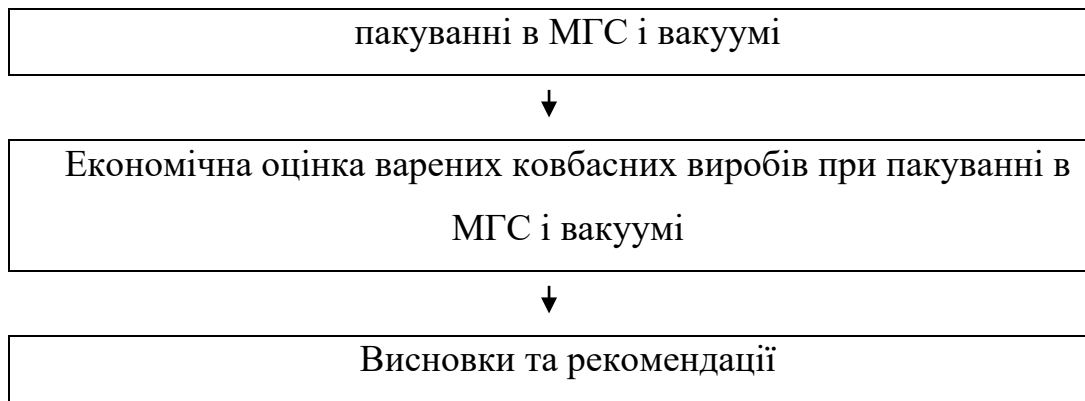 пакуванні в МГС і вакуумі
Економічна оцінка варених ковбасних виробів при пакуванні в
МГС і вакуумі
Висновки та рекомендації